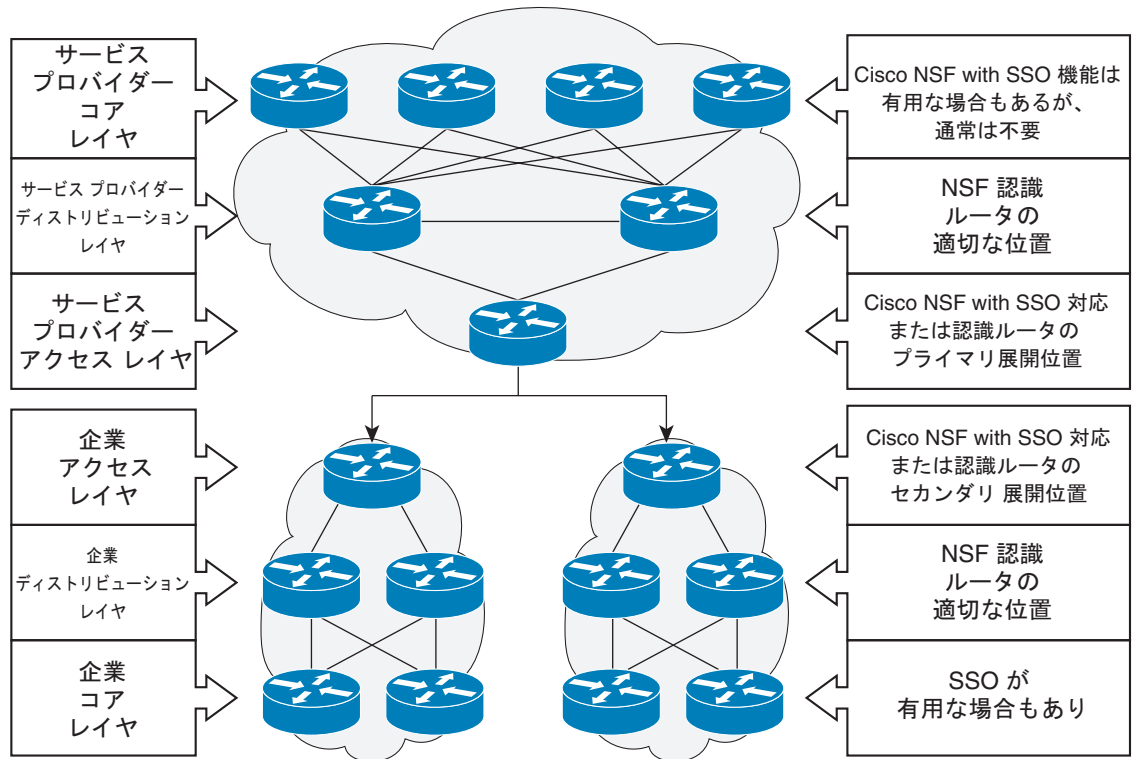 サービス
プロバイダー
コア
レイヤ
Cisco NSF with SSO 機能は
有用な場合もあるが、
通常は不要
サービス プロバイダー
ディストリビューション
レイヤ
NSF 認識
ルータの
適切な位置
サービス
プロバイダー
アクセス レイヤ
Cisco NSF with SSO 対応
または認識ルータの
プライマリ展開位置
企業
アクセス
レイヤ
Cisco NSF with SSO 対応
または認識ルータの
セカンダリ 展開位置
企業
ディストリビューション
レイヤ
NSF 認識
ルータの
適切な位置
企業
コア
レイヤ
SSO が
有用な場合もあり